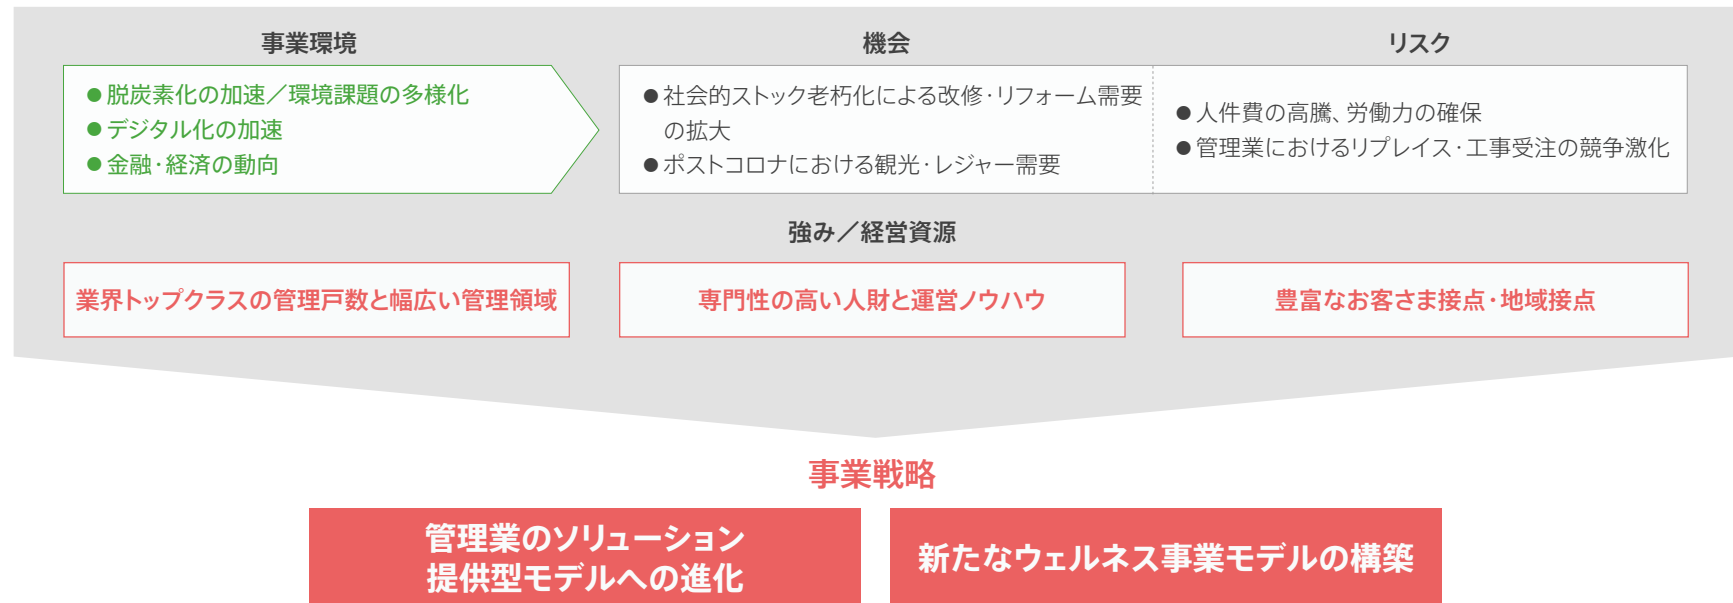 事業環境
●脱炭素化の加速／環境課題の多様化
●デジタル化の加速
●金融・経済の動向
機会
●社会的ストック老朽化による改修・リフォーム需要
の拡大
●ポストコロナにおける観光・レジャー需要
リスク
●人件費の高騰、労働力の確保
●管理業におけるリプレイス・工事受注の競争激化
強み／経営資源
業界トップクラスの管理戸数と幅広い管理領域
専門性の高い人財と運営ノウハウ
豊富なお客さま接点・地域接点
事業戦略
管理業のソリューション
提供型モデルへの進化
新たなウェルネス事業モデルの構築